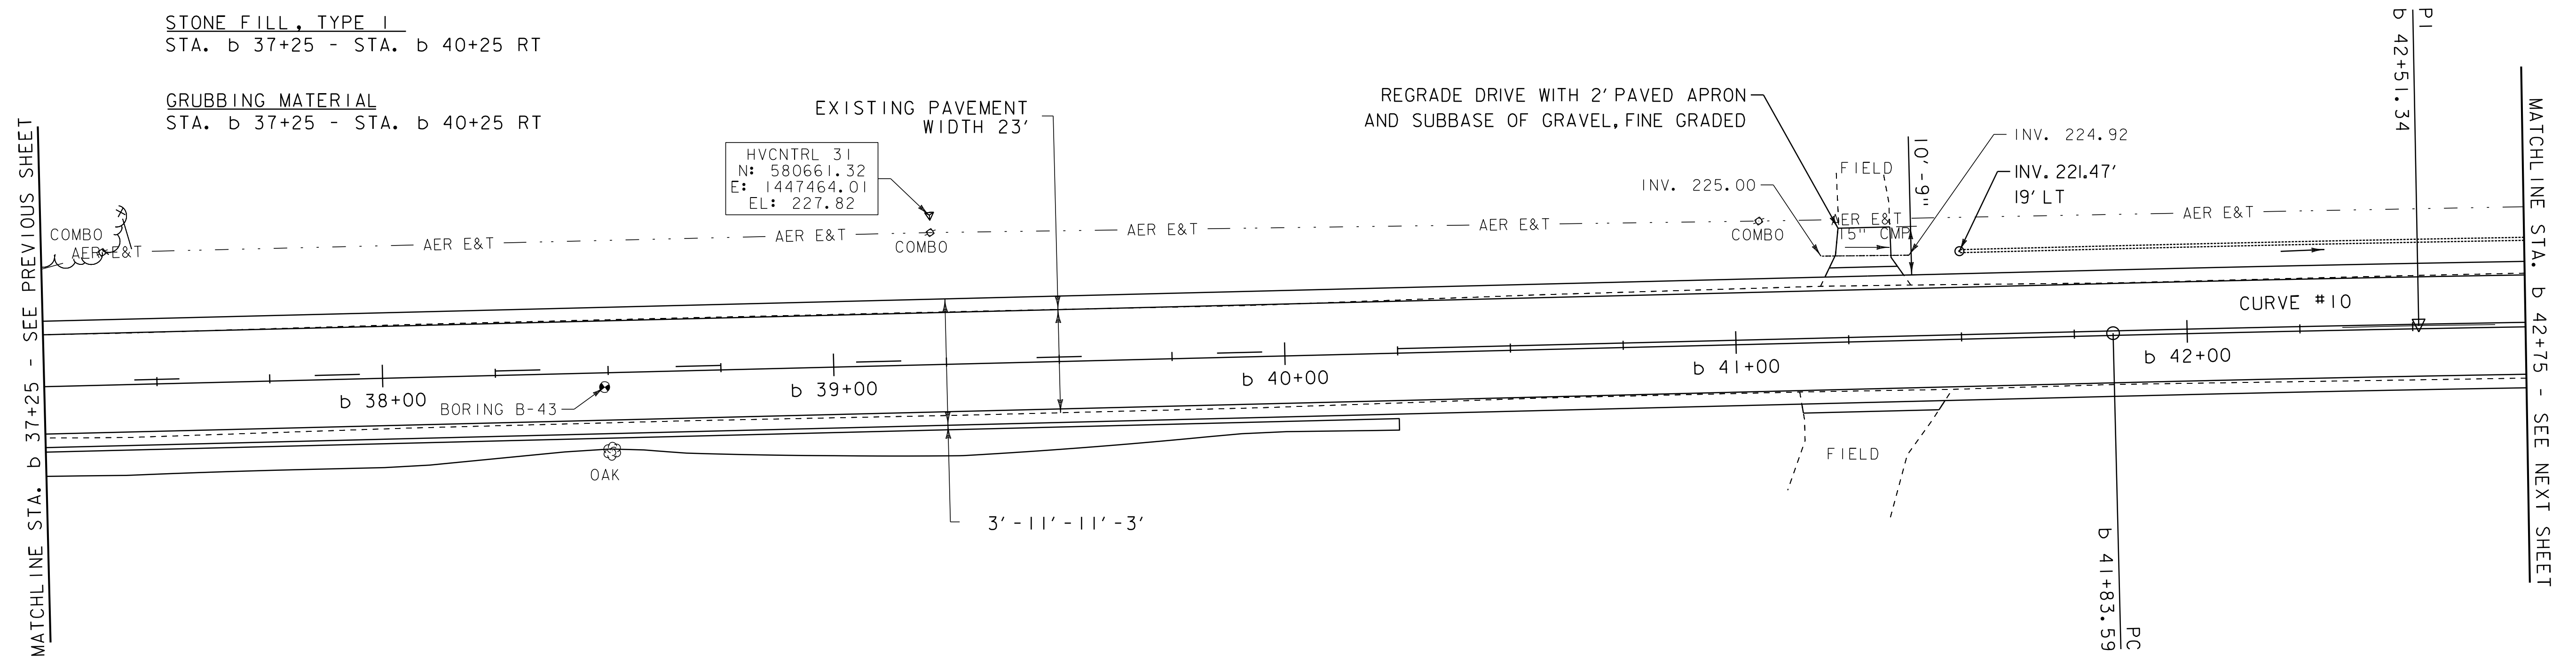 STONE FILL, TYPE I
STA. b 37+25 - STA. b 40+25 RT
GRUBBING MATERIAL
STA. b 37+25 - STA. b 40+25 RT
MATCHLINE STA. b 37+25 - SEE PREVIOUS SHEET
COMBO
AER E&T
AER E&T
HVCNTRL 31
N: 580661.32
E: 1447464.01
EL: 227.82
EXISTING PAVEMENT
WIDTH 23'
AER E&T
COMBO
AER E&T
AER E&T
REGRADE DRIVE WITH 2' PAVED APRON
AND SUBBASE OF GRAVEL, FINE GRADED
INV. 225.00
COMBO
FIELD
AER E&T
15" CMP
10'-9"
INV. 224.92
INV. 221.47'
19' LT
AER E&T
PI
b 42+51.34
MATCHLINE STA. b 42+75 - SEE NEXT SHEET
CURVE #10
b 38+00
BORING B-43
b 39+00
b 40+00
b 41+00
b 42+00
OAK
3'-11'-11'-3'
FIELD
b 41+83.59
PC